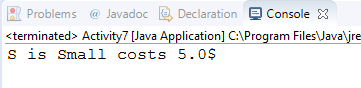 Problems @ Javadoc Declaration Console
<terminated> Activity7 [Java Application] C:\Program Files\Java\jre
S is Small costs 5.0$